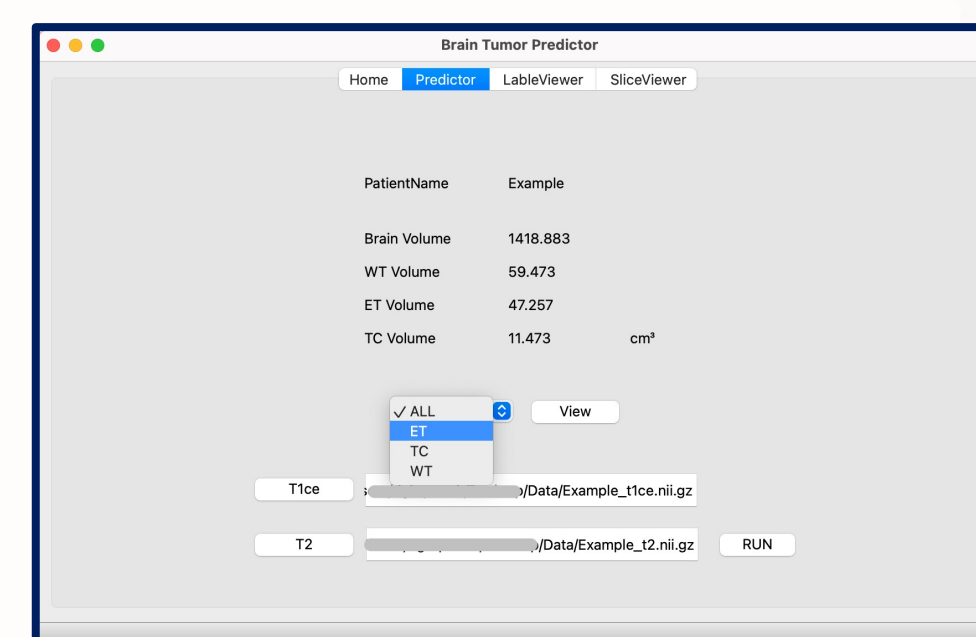 Brain Tumor Predictor
Home Predictor LableViewer SliceViewer
PatientName Example
Brain Volume 1418.883
WT Volume 59.473
ET Volume 47.257
TC Volume 11.473 cm³
✓ ALL View
ET
TC
WT
T1ce /Data/Example_t1ce.nii.gz
T2 /Data/Example_t2.nii.gz RUN